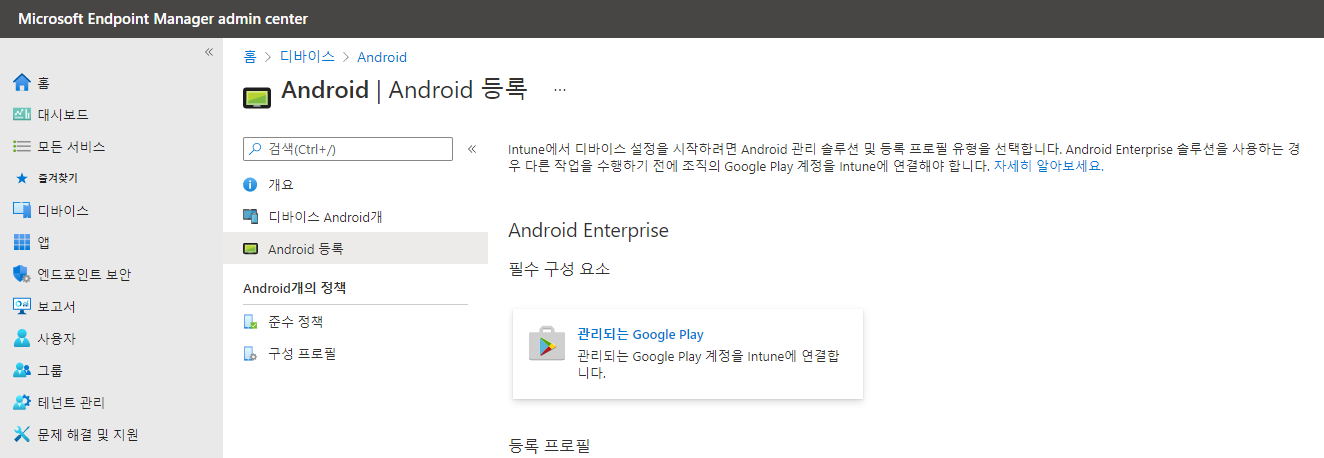 Microsoft Endpoint Manager admin center
«
홈
대시보드
모든 서비스
즐겨찾기
디바이스
앱
엔드포인트 보안
보고서
사용자
그룹
테넌트 관리
문제 해결 및 지원
홈 > 디바이스 > Android
Android | Android 등록 ...
검색(Ctrl+/) «
개요
디바이스 Android개
Android 등록
Android개의 정책
준수 정책
구성 프로필
Intune에서 디바이스 설정을 시작하려면 Android 관리 솔루션 및 등록 프로필 유형을 선택합니다. Android Enterprise 솔루션을 사용하는 경
우 다른 작업을 수행하기 전에 조직의 Google Play 계정을 Intune에 연결해야 합니다. 자세히 알아보세요.
Android Enterprise
필수 구성 요소
관리되는 Google Play
관리되는 Google Play 계정을 Intune에 연결합
니다.
등록 프로필